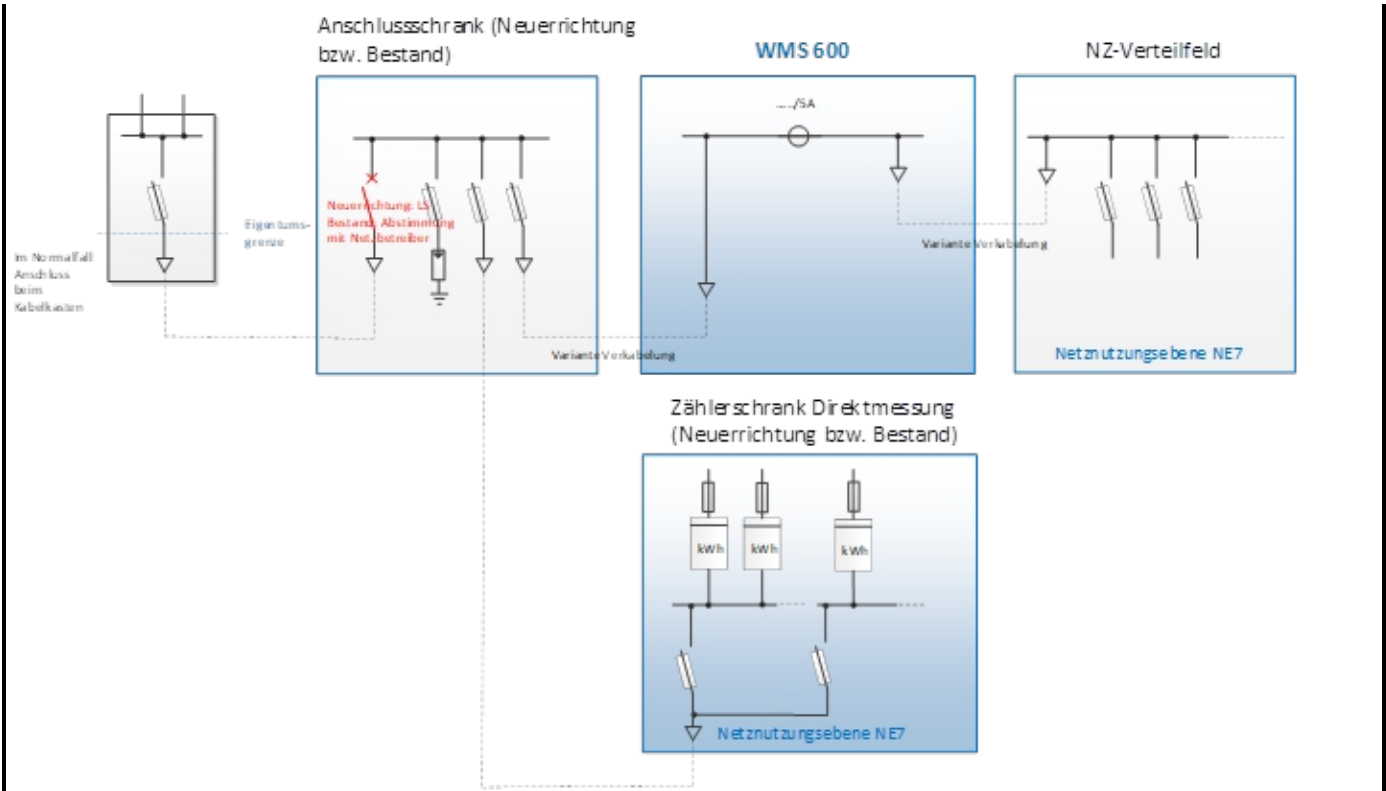 Anschlussschrank (Neuerrichtung
bzw. Bestand)
WMS 600
NZ-Verteilfeld
...../5A
Neuerrichtung: LS
Bestand: Abstimmung
mit Netzbetreiber
Eigentums-
grenze
Im Normalfall
Anschluss
beim
Kabelkasten
Variante Verkabelung
Variante Verkabelung
Netznutzungsebene NE7
Zählerschrank Direktmessung
(Neuerrichtung bzw. Bestand)
kWh
kWh
kWh
Netznutzungsebene NE7